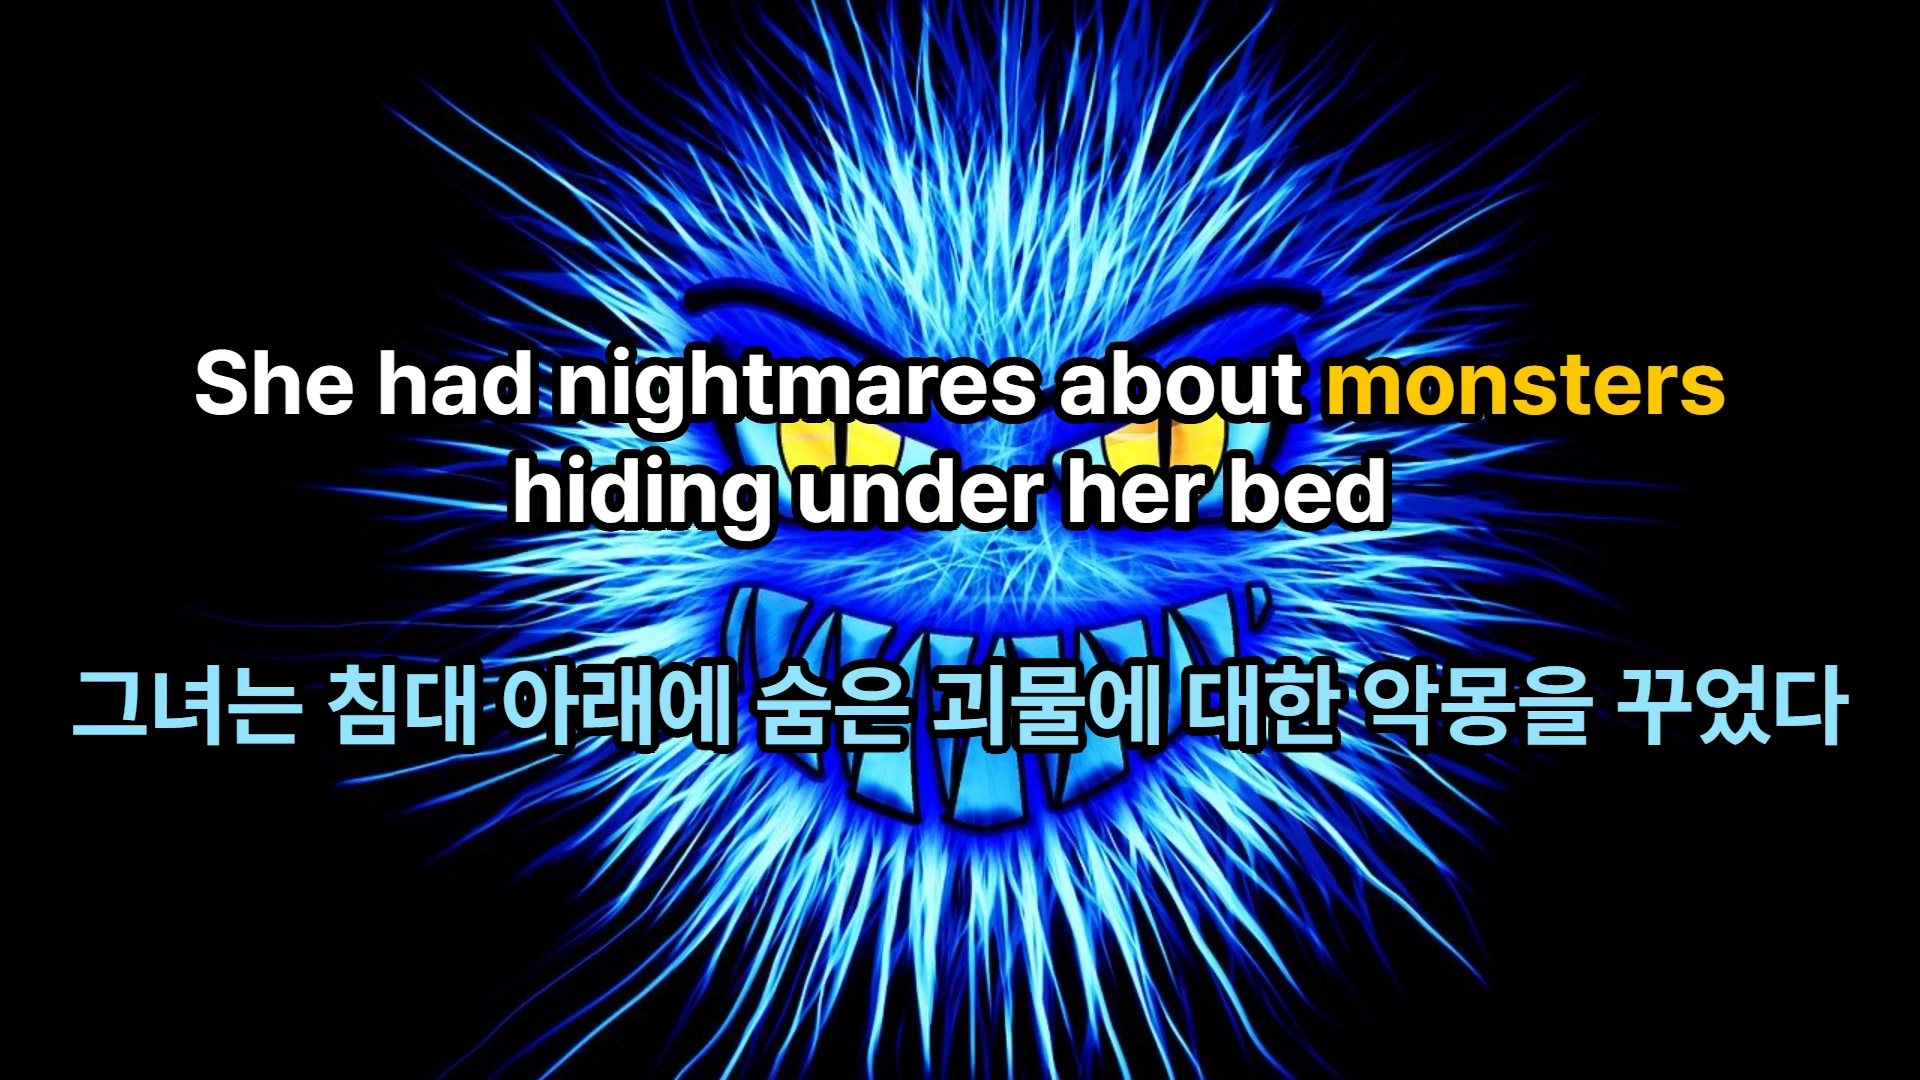 She had nightmares about monsters
hiding under her bed
그녀는 침대 아래에 숨은 괴물에 대한 악몽을 꾸었다